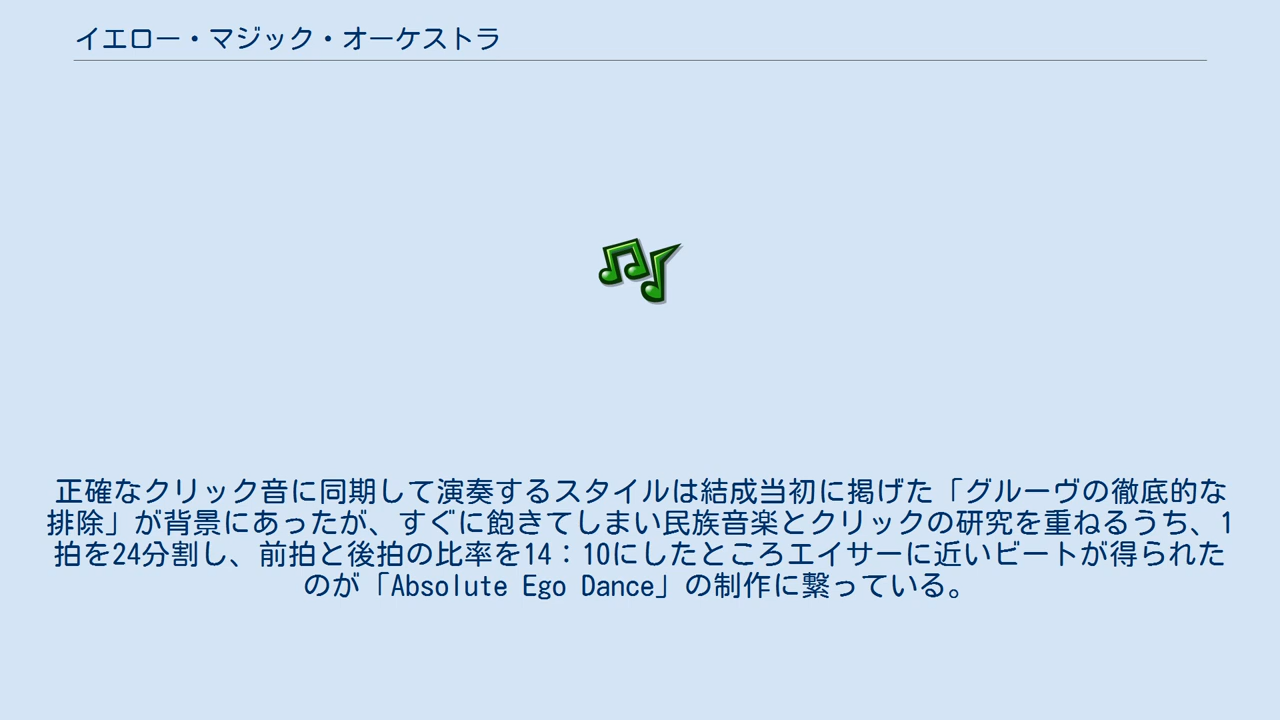 イエロー・マジック・オーケストラ
正確なクリック音に同期して演奏するスタイルは結成当初に掲げた「グルーヴの徹底的な
排除」が背景にあったが、すぐに飽きてしまい民族音楽とクリックの研究を重ねるうち、1
拍を24分割し、前拍と後拍の比率を14：10にしたところエイサーに近いビートが得られた
のが「Absolute Ego Dance」の制作に繋っている。